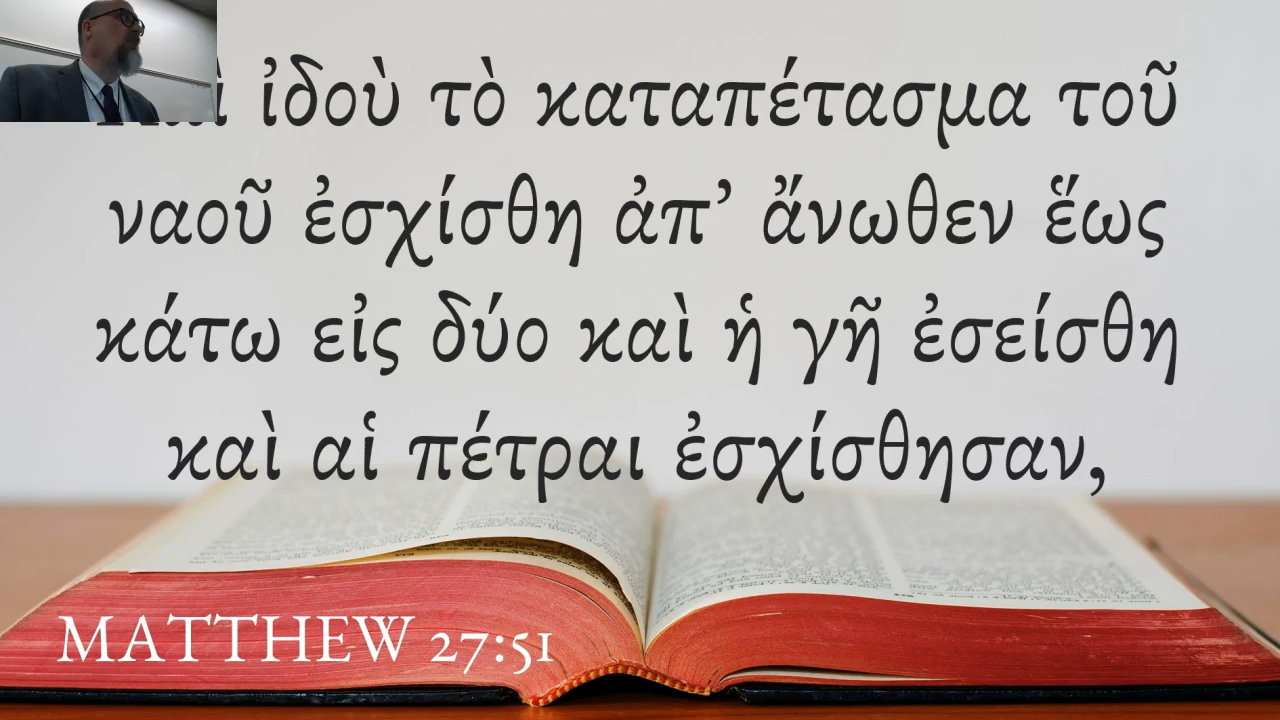 ἰδοὺ τὸ καταπέτασμα τοῦ
ναοῦ ἐσχίσθη ἀπ’ ἄνωθεν ἕως
κάτω εἰς δύο καὶ ἡ γῆ ἐσείσθη
καὶ αἱ πέτραι ἐσχίσθησαν,
MATTHEW 27:51